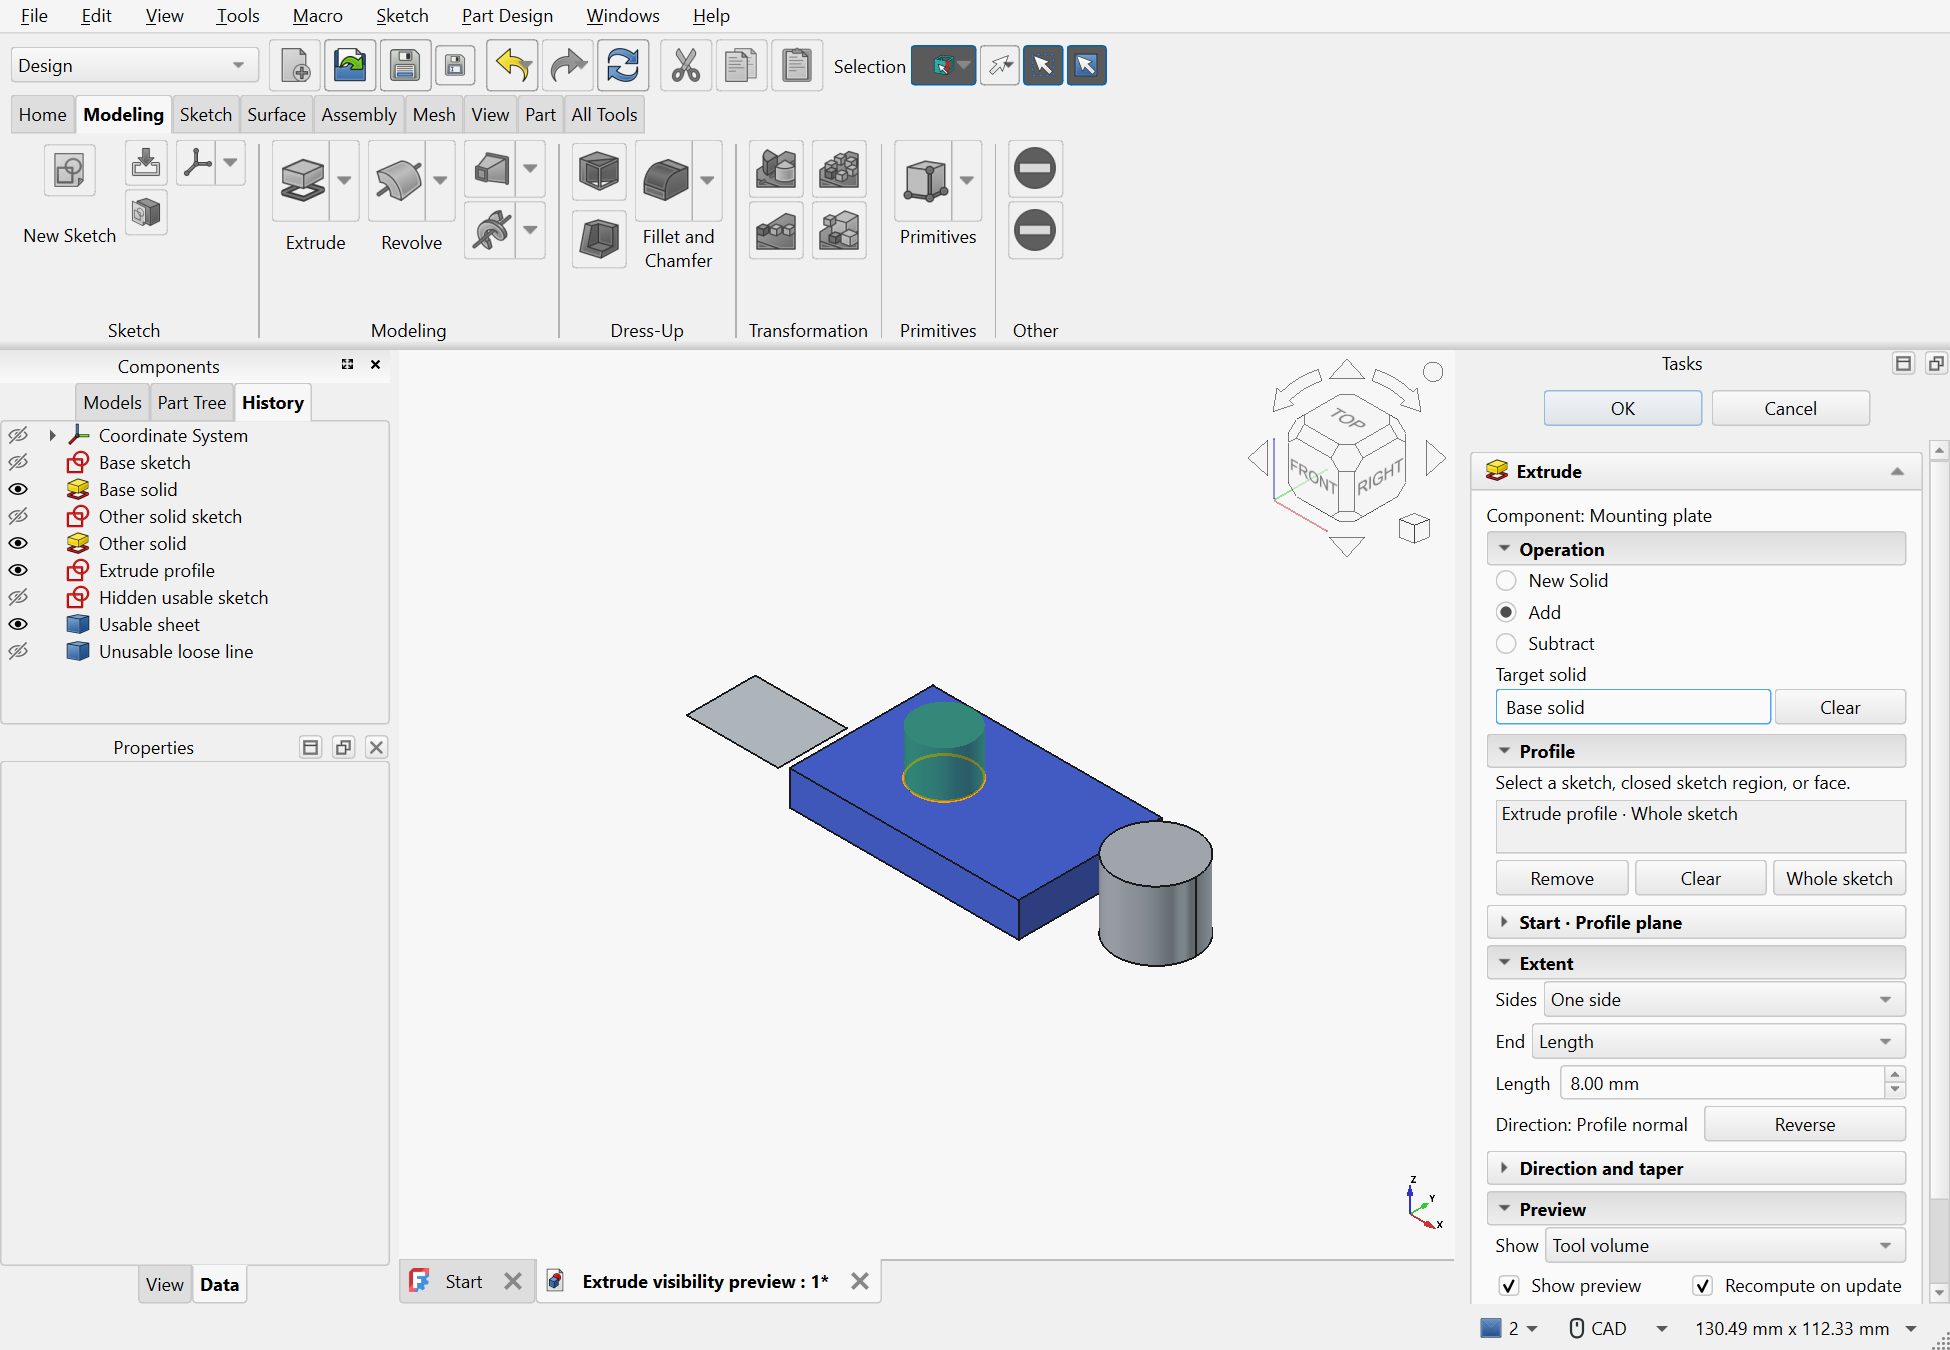 File Edit View Tools Macro Sketch Part Design Windows Help
Design Selection
Home Modeling Sketch Surface Assembly Mesh View Part All Tools
New Sketch Extrude Revolve Fillet and Chamfer Primitives
Sketch Modeling Dress-Up Transformation Primitives Other
Components
Models Part Tree History
Coordinate System
Base sketch
Base solid
Other solid sketch
Other solid
Extrude profile
Hidden usable sketch
Usable sheet
Unusable loose line
Properties
View Data
TOP
FRONT RIGHT
Z
Y
X
Start Extrude visibility preview : 1*
Tasks
OK Cancel
Extrude
Component: Mounting plate
Operation
New Solid
Add
Subtract
Target solid
Base solid Clear
Profile
Select a sketch, closed sketch region, or face.
Extrude profile · Whole sketch
Remove Clear Whole sketch
Start · Profile plane
Extent
Sides One side
End Length
Length 8.00 mm
Direction: Profile normal Reverse
Direction and taper
Preview
Show Tool volume
Show preview Recompute on update
2 CAD 130.49 mm x 112.33 mm